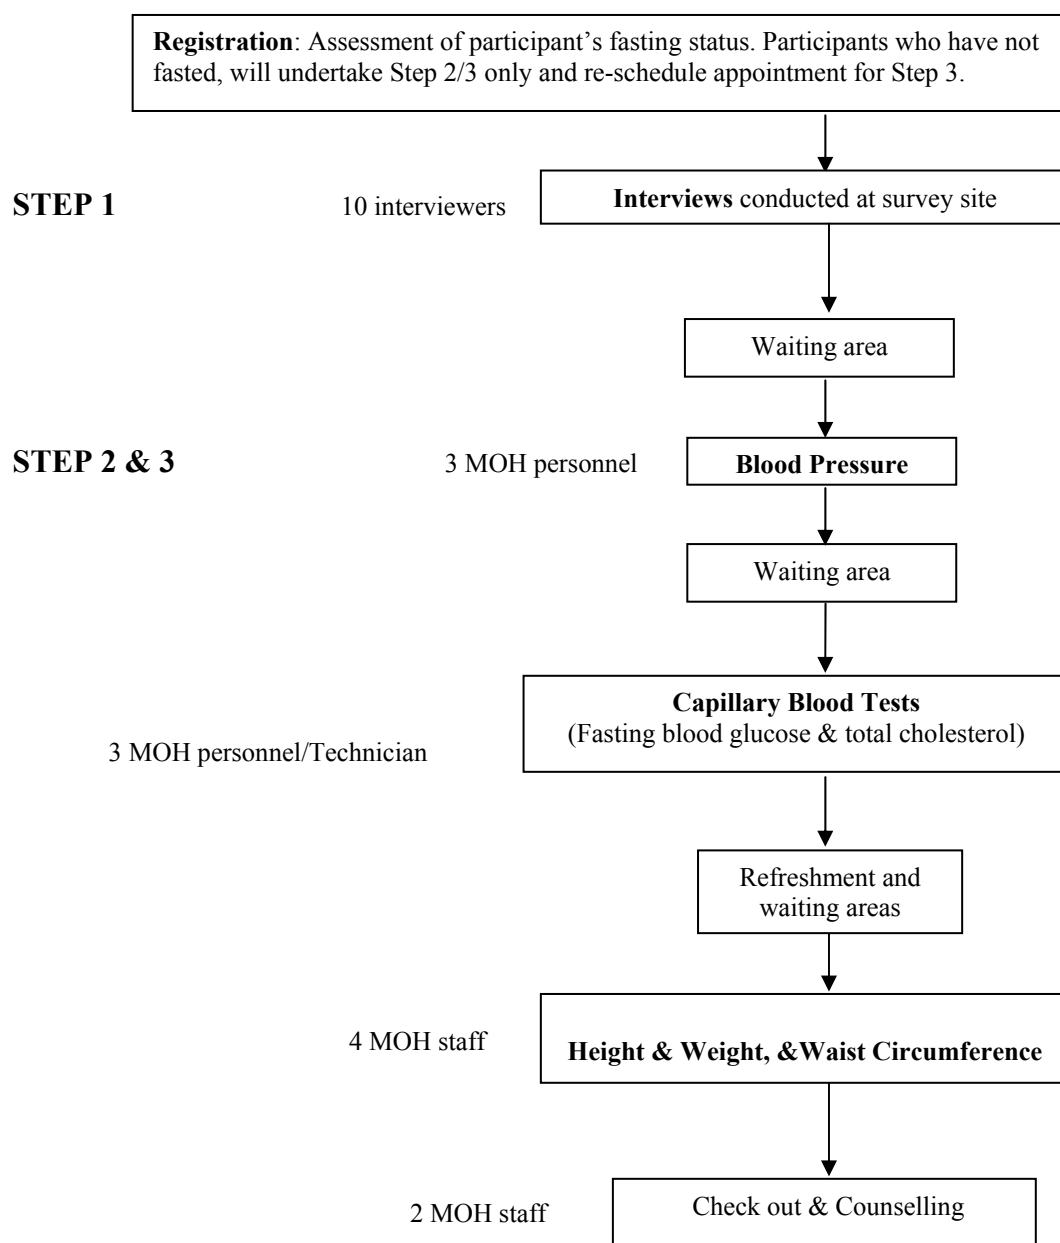 Registration: Assessment of participant's fasting status. Participants who have not
fasted, will undertake Step 2/3 only and re-schedule appointment for Step 3.
STEP 1
10 interviewers
Interviews conducted at survey site
Waiting area
STEP 2 & 3
3 MOH personnel
Blood Pressure
Waiting area
Capillary Blood Tests
(Fasting blood glucose & total cholesterol)
3 MOH personnel/Technician
Refreshment and
waiting areas
4 MOH staff
Height & Weight, &Waist Circumference
2 MOH staff
Check out & Counselling